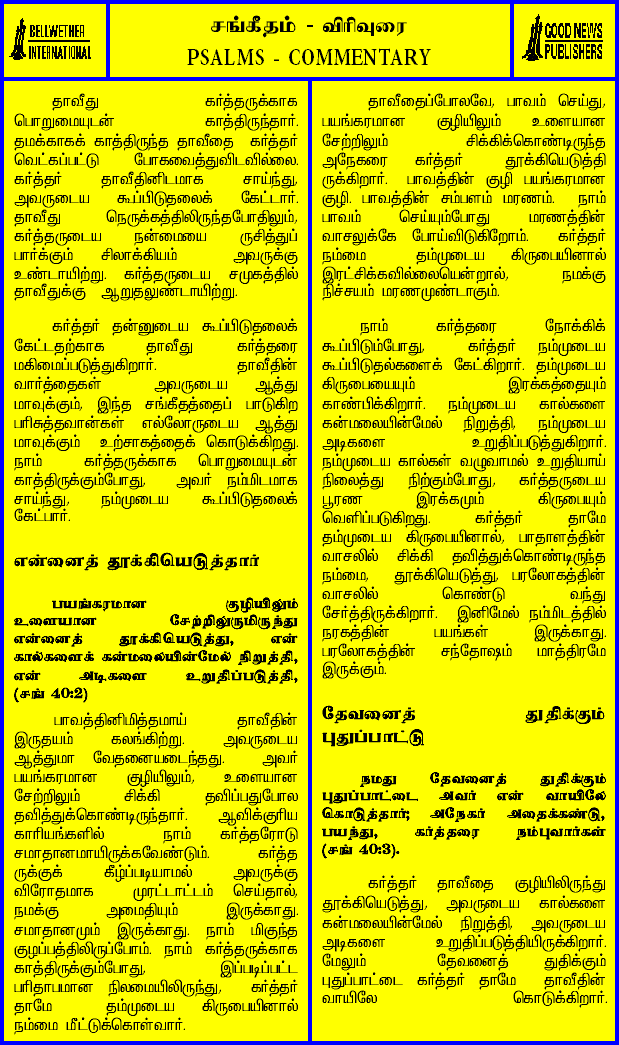 BELLWETHER
INTERNATIONAL
சங்கீதம் - விரிவுரை
PSALMS - COMMENTARY
GOOD NEWS
PUBLISHERS
தாவீது கர்த்தருக்காக
பொறுமையுடன் காத்திருந்தார்.
தமக்காகக் காத்திருந்த தாவீதை கர்த்தர்
வெட்கப்பட்டு போகவைத்துவிடவில்லை.
கர்த்தர் தாவீதினிடமாக சாய்ந்து,
அவருடைய கூப்பிடுதலைக் கேட்டார்.
தாவீது நெருக்கத்திலிருந்தபோதிலும்,
கர்த்தருடைய நன்மையை ருசித்துப்
பார்க்கும் சிலாக்கியம் அவருக்கு
உண்டாயிற்று. கர்த்தருடைய சமுகத்தில்
தாவீதுக்கு ஆறுதலுண்டாயிற்று.
கர்த்தர் தன்னுடைய கூப்பிடுதலைக்
கேட்டதற்காக தாவீது கர்த்தரை
மகிமைப்படுத்துகிறார். தாவீதின்
வார்த்தைகள் அவருடைய ஆத்து
மாவுக்கும், இந்த சங்கீதத்தைப் பாடுகிற
பரிசுத்தவான்கள் எல்லோருடைய ஆத்து
மாவுக்கும் உற்சாகத்தைக் கொடுக்கிறது.
நாம் கர்த்தருக்காக பொறுமையுடன்
காத்திருக்கும்போது, அவர் நம்மிடமாக
சாய்ந்து, நம்முடைய கூப்பிடுதலைக்
கேட்பார்.
என்னைத் தூக்கியெடுத்தார்
பயங்கரமான குழியிலும்
உளையான சேற்றிலுருமிருந்து
என்னைத் தூக்கியெடுத்து, என்
கால்களைக் கன்மலையின்மேல் நிறுத்தி,
என் அடிகளை உறுதிப்படுத்தி,
(சங் 40:2)
பாவத்தினிமித்தமாய் தாவீதின்
இருதயம் கலங்கிற்று. அவருடைய
ஆத்துமா வேதனையடைந்தது. அவர்
பயங்கரமான குழியிலும், உளையான
சேற்றிலும் சிக்கி தவிப்பதுபோல
தவித்துக்கொண்டிருந்தார். ஆவிக்குரிய
காரியங்களில் நாம் கர்த்தரோடு
சமாதானமாயிருக்கவேண்டும். கர்த்த
ருக்குக் கீழ்ப்படியாமல் அவருக்கு
விரோதமாக முரட்டாட்டம் செய்தால்,
நமக்கு அமைதியும் இருக்காது.
சமாதானமும் இருக்காது. நாம் மிகுந்த
குழப்பத்திலிருப்போம். நாம் கர்த்தருக்காக
காத்திருக்கும்போது, இப்படிப்பட்ட
பரிதாபமான நிலமையிலிருந்து, கர்த்தர்
தாமே தம்முடைய கிருபையினால்
நம்மை மீட்டுக்கொள்வார்.
தாவீதைப்போலவே, பாவம் செய்து,
பயங்கரமான குழியிலும் உளையான
சேற்றிலும் சிக்கிக்கொண்டிருந்த
அநேகரை கர்த்தர் தூக்கியெடுத்தி
ருக்கிறார். பாவத்தின் குழி பயங்கரமான
குழி. பாவத்தின் சம்பளம் மரணம். நாம்
பாவம் செய்யும்போது மரணத்தின்
வாசலுக்கே போய்விடுகிறோம். கர்த்தர்
நம்மை தம்முடைய கிருபையினால்
இரட்சிக்கவில்லையென்றால், நமக்கு
நிச்சயம் மரணமுண்டாகும்.
நாம் கர்த்தரை நோக்கிக்
கூப்பிடும்போது, கர்த்தர் நம்முடைய
கூப்பிடுதல்களைக் கேட்கிறார். தம்முடைய
கிருபையையும் இரக்கத்தையும்
காண்பிக்கிறார். நம்முடைய கால்களை
கன்மலையின்மேல் நிறுத்தி, நம்முடைய
அடிகளை உறுதிப்படுத்துகிறார்.
நம்முடைய கால்கள் வழுவாமல் உறுதியாய்
நிலைத்து நிற்கும்போது, கர்த்தருடைய
பூரண இரக்கமும் கிருபையும்
வெளிப்படுகிறது. கர்த்தர் தாமே
தம்முடைய கிருபையினால், பாதாளத்தின்
வாசலில் சிக்கி தவித்துக்கொண்டிருந்த
நம்மை, தூக்கியெடுத்து, பரலோகத்தின்
வாசலில் கொண்டு வந்து
சேர்த்திருக்கிறார். இனிமேல் நம்மிடத்தில்
நரகத்தின் பயங்கள் இருக்காது.
பரலோகத்தின் சந்தோஷம் மாத்திரமே
இருக்கும்.
தேவனைத் துதிக்கும்
புதுப்பாட்டு
நமது தேவனைத் துதிக்கும்
புதுப்பாட்டை அவர் என் வாயிலே
கொடுத்தார்; அநேகர் அதைக்கண்டு,
பயந்து, கர்த்தரை நம்புவார்கள்
(சங் 40:3).
கர்த்தர் தாவீதை குழியிலிருந்து
தூக்கியெடுத்து, அவருடைய கால்களை
கன்மலையின்மேல் நிறுத்தி, அவருடைய
அடிகளை உறுதிப்படுத்தியிருக்கிறார்.
மேலும் தேவனைத் துதிக்கும்
புதுப்பாட்டை கர்த்தர் தாமே தாவீதின்
வாயிலே கொடுக்கிறார்.